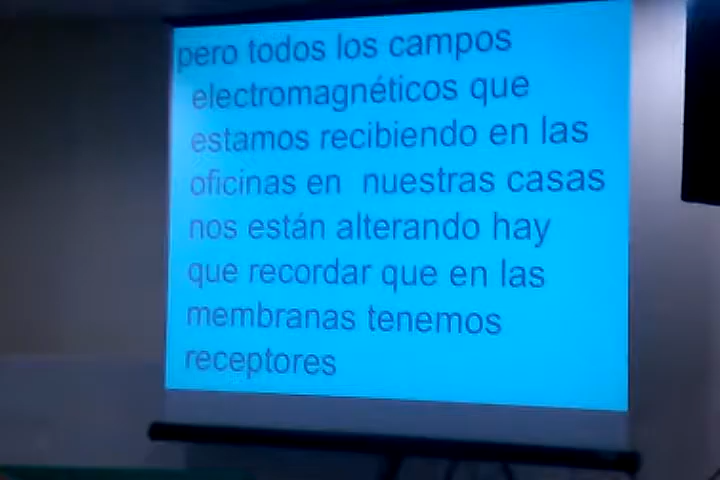 pero todos los campos
electromagnéticos que
estamos recibiendo en las
oficinas en nuestras casas
nos están alterando hay
que recordar que en las
membranas tenemos
receptores